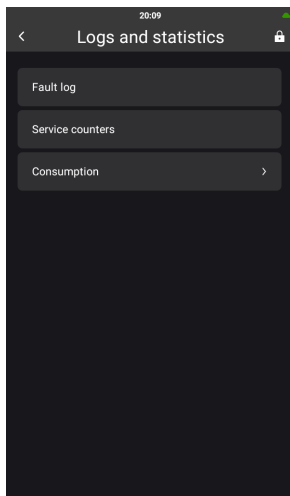 20:09
Logs and statistics
Fault log
Service counters
Consumption